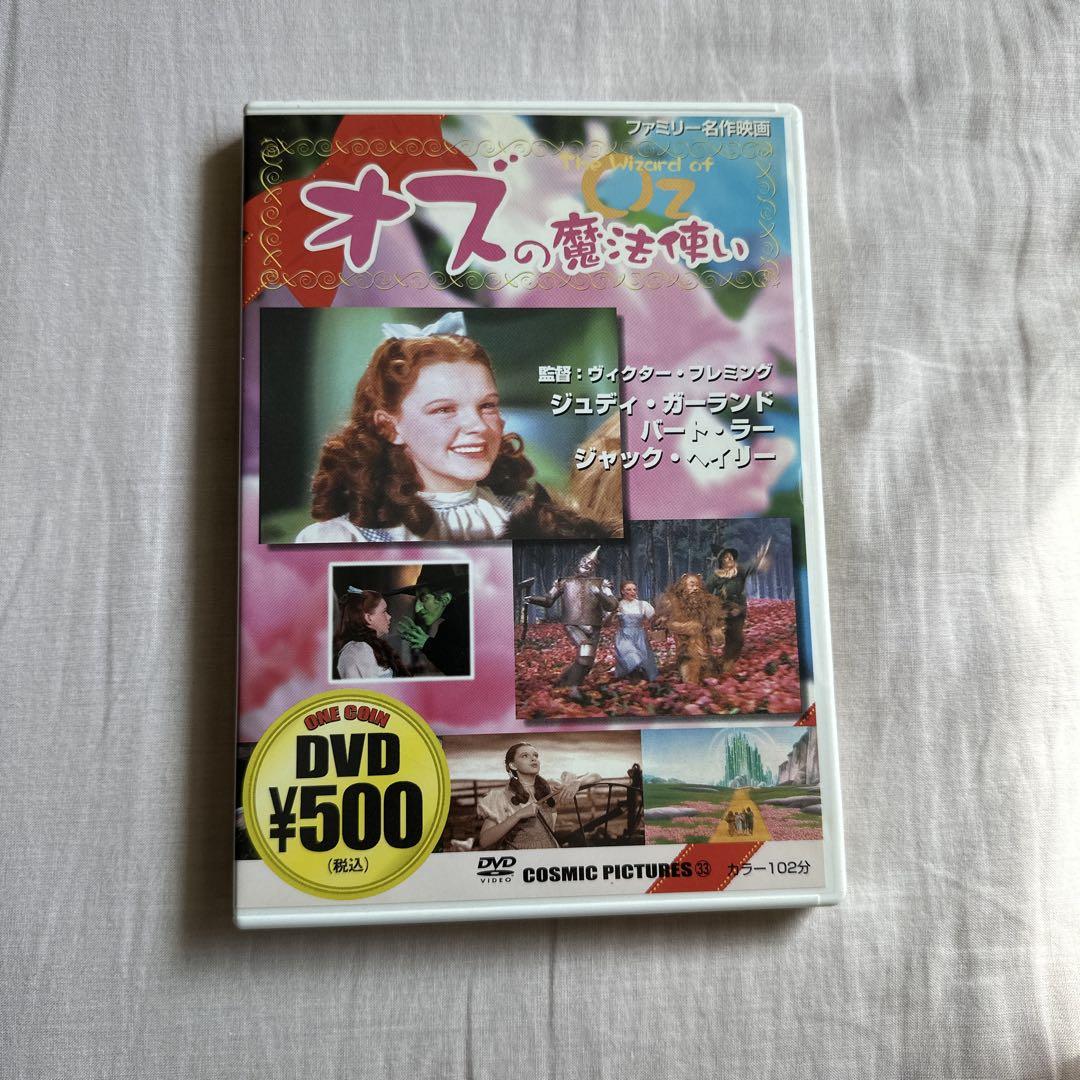 ファミリー名作映画
The Wizard of
Oz
オズの魔法使い
監督：ヴィクター・フレミング
ジュディ・ガーランド
バート・ラー
ジャック・ヘイリー
ONE COIN
DVD
¥500
(税込)
DVD
VIDEO
COSMIC PICTURES㉝
カラー102分